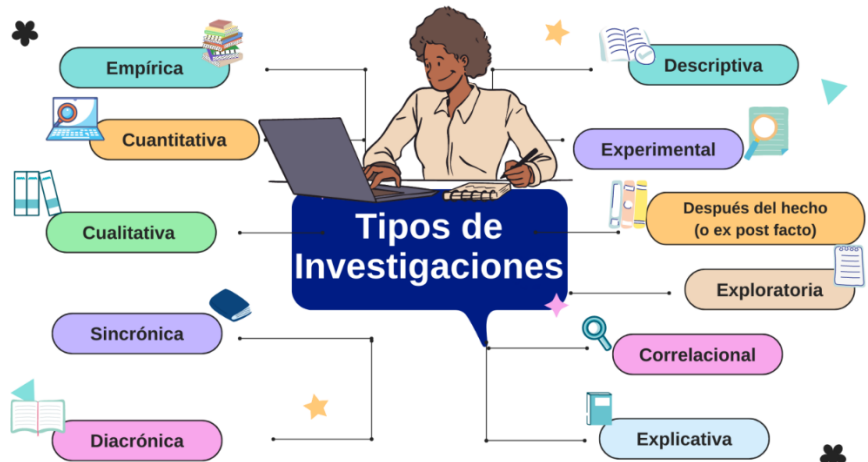 Empírica
Cuantitativa
Cualitativa
Sincrónica
Diacrónica
Tipos de
Investigaciones
Descriptiva
Experimental
Después del hecho
(o ex post facto)
Exploratoria
Correlacional
Explicativa